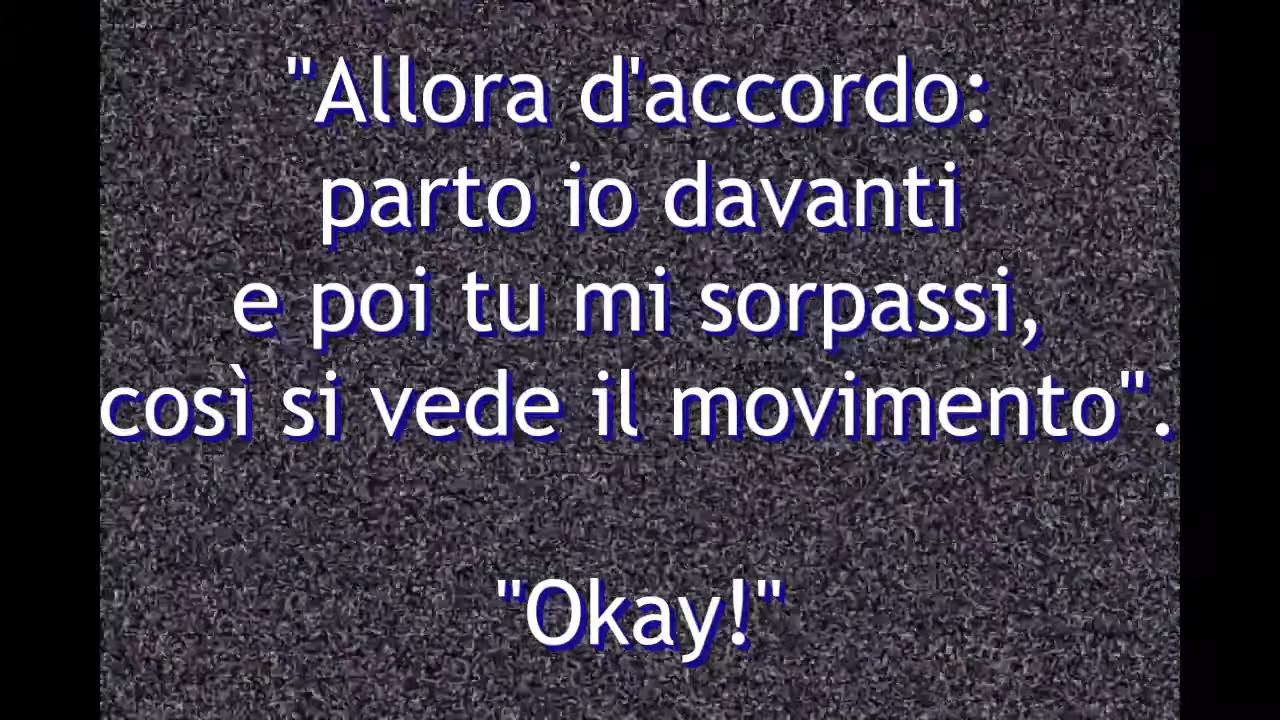 "Allora d'accordo:
parto io davanti
e poi tu mi sorpassi,
così si vede il movimento".
"Okay!"